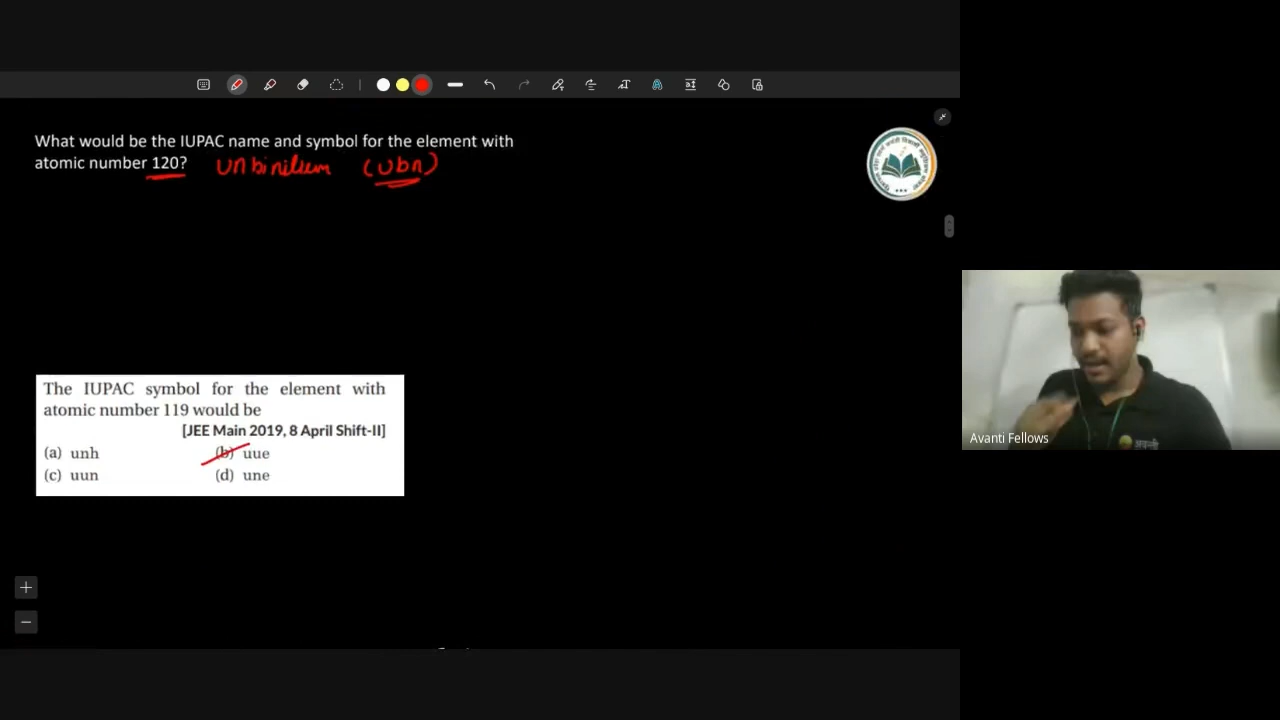 What would be the IUPAC name and symbol for the element with
atomic number 120? Unbinilium (Ubn)
The IUPAC symbol for the element with
atomic number 119 would be
[JEE Main 2019, 8 April Shift-II]
(a) unh (b) uue
(c) uun (d) une
Avanti Fellows